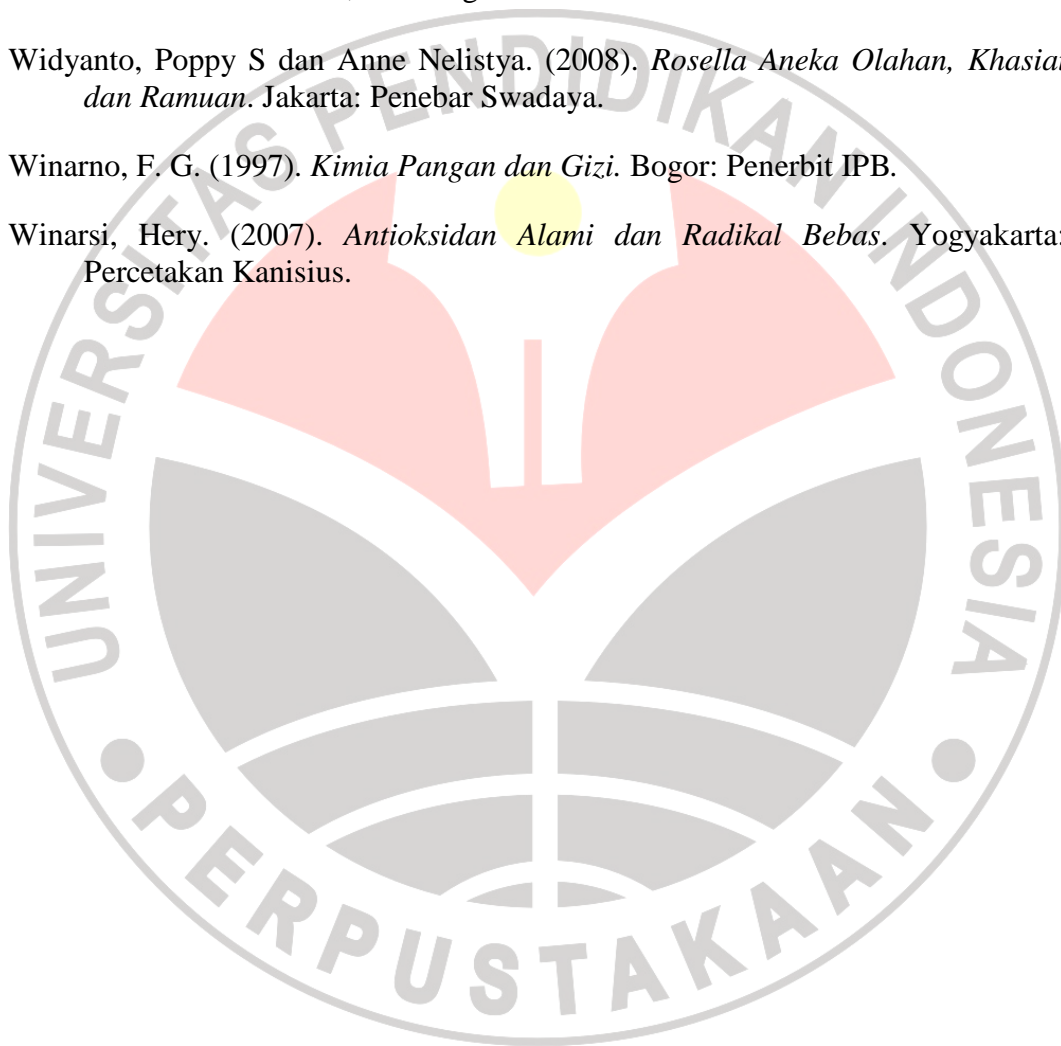 Widyanto, Poppy S dan Anne Nelistya. (2008). Rosella Aneka Olahan, Khasiat
dan Ramuan. Jakarta: Penebar Swadaya.
Winarno, F. G. (1997). Kimia Pangan dan Gizi. Bogor: Penerbit IPB.
Winarsi, Hery. (2007). Antioksidan Alami dan Radikal Bebas. Yogyakarta:
Percetakan Kanisius.
UNIVERSITAS PENDIDIKAN INDONESIA
PERPUSTAKAAN